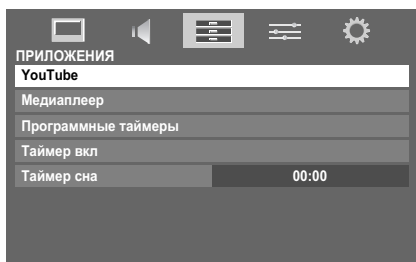 ПРИЛОЖЕНИЯ
YouTube
Медиаплеер
Программные таймеры
Таймер вкл
Таймер сна 00:00